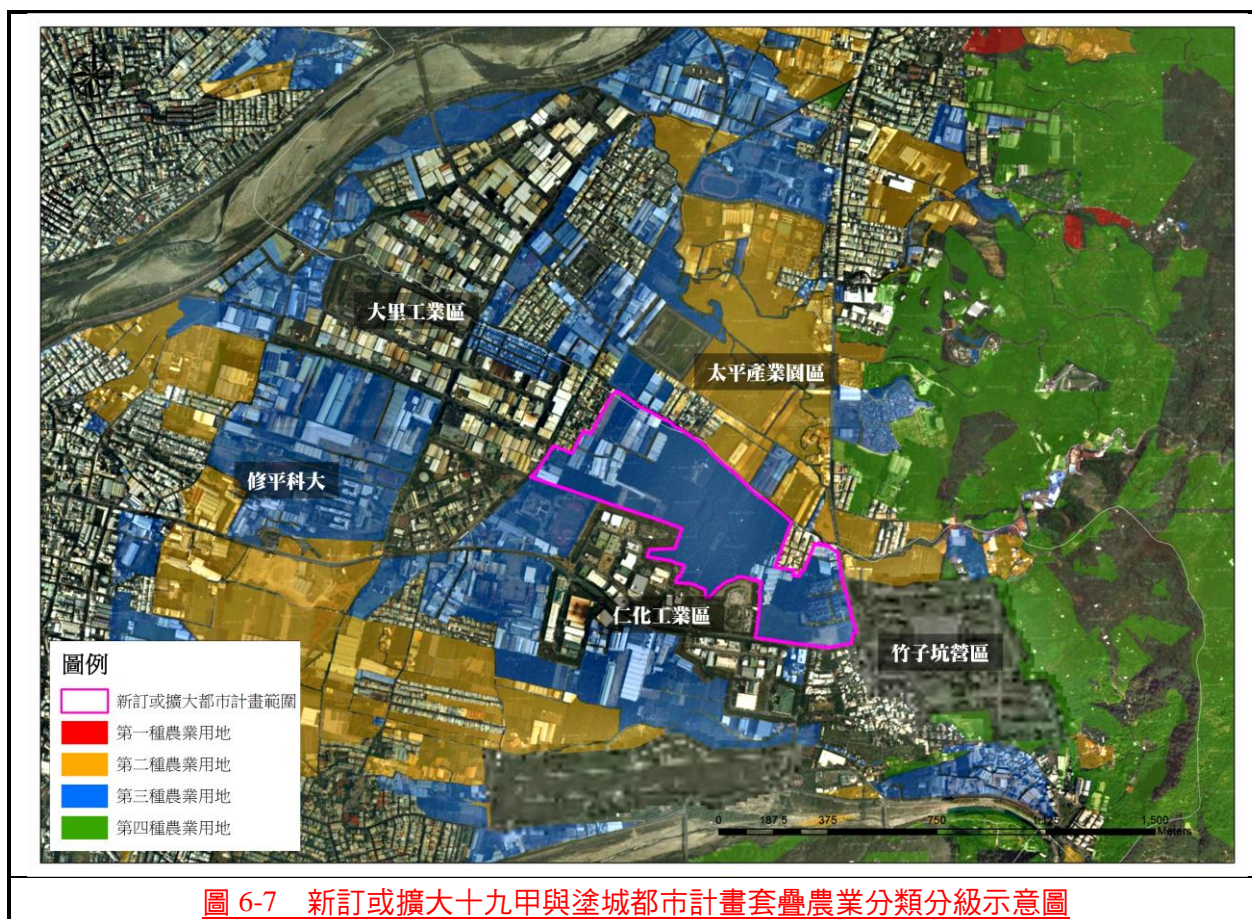 大里工業區
太平產業園區
修平科大
仁化工業區
竹子坑營區
圖例
新訂或擴大都市計畫範圍
第一種農業用地
第二種農業用地
第三種農業用地
第四種農業用地
0 187.5 375 750 1,125 1,500
Meters
圖 6-7 新訂或擴大十九甲與塗城都市計畫套疊農業分類分級示意圖